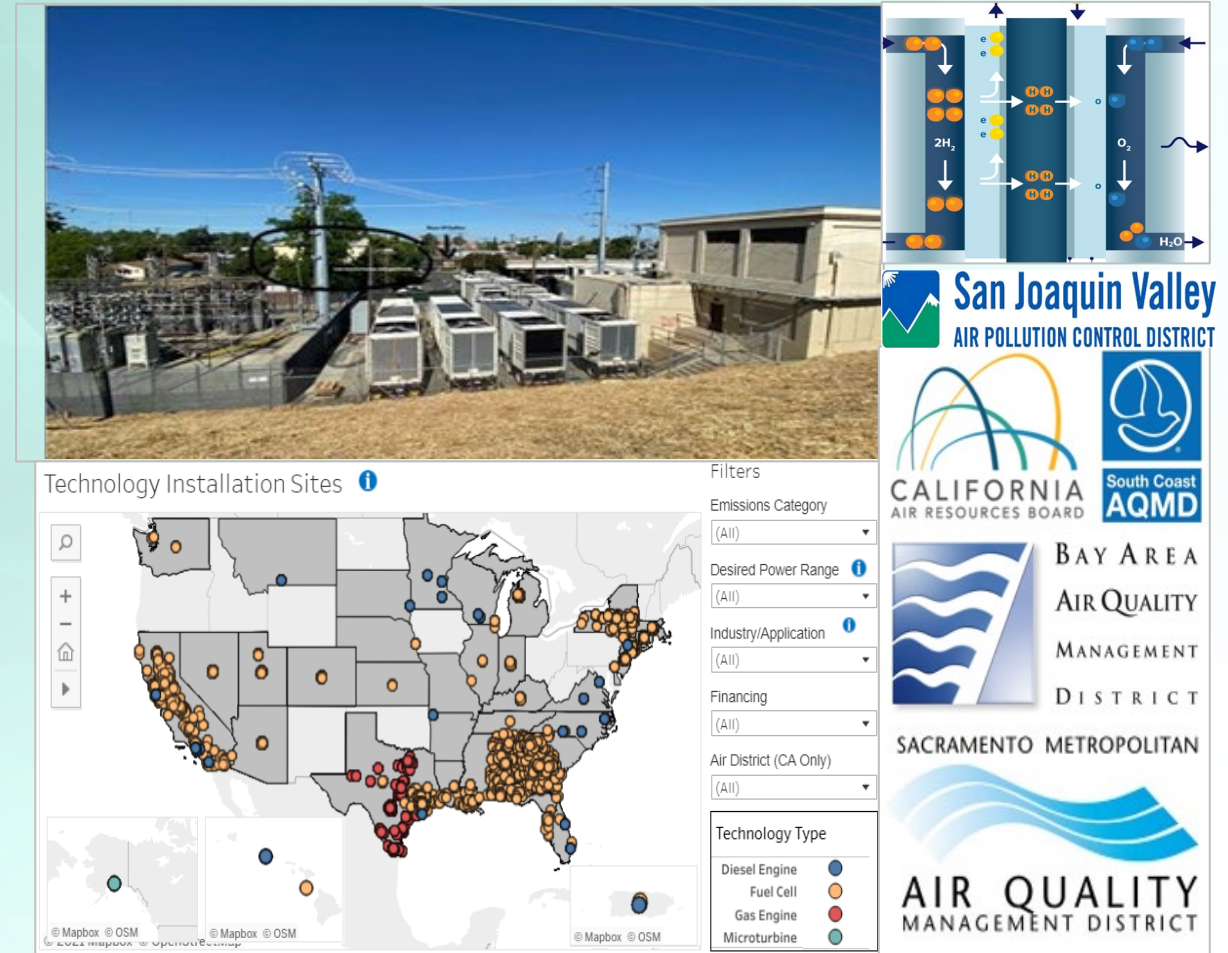 e
e
H H
H H
e
e
2H₂
o
O₂
H H
H H
o
H₂O
San Joaquin Valley
AIR POLLUTION CONTROL DISTRICT
CALIFORNIA
AIR RESOURCES BOARD
South Coast
AQMD
BAY AREA
AIR QUALITY
MANAGEMENT
DISTRICT
SACRAMENTO METROPOLITAN
AIR QUALITY
MANAGEMENT DISTRICT
Technology Installation Sites i
+
−
© Mapbox © OSM
© Mapbox © OSM
© Mapbox © OSM
© 2021 Mapbox © OpenStreetMap
Filters
Emissions Category
(All)
Desired Power Range i
(All)
Industry/Application i
(All)
Financing
(All)
Air District (CA Only)
(All)
Technology Type
Diesel Engine
Fuel Cell
Gas Engine
Microturbine